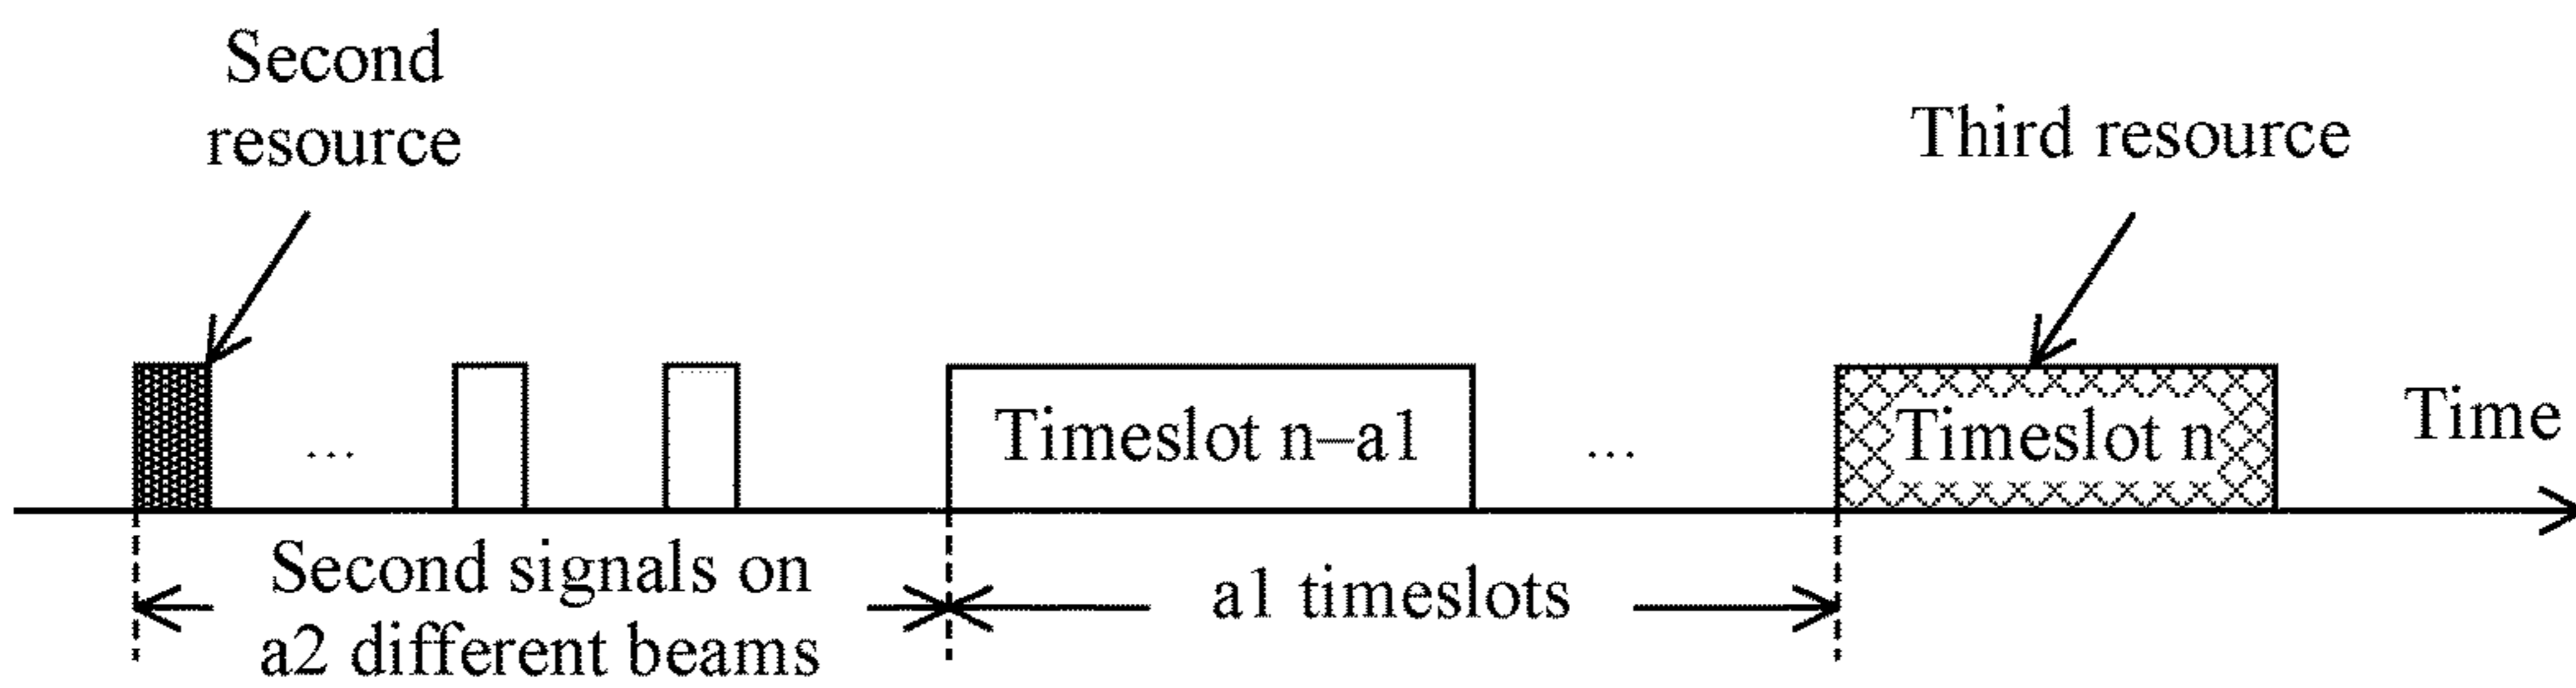 Second
resource
Third resource
...
Timeslot n–a1
...
Timeslot n
Time
Second signals on
a2 different beams
a1 timeslots